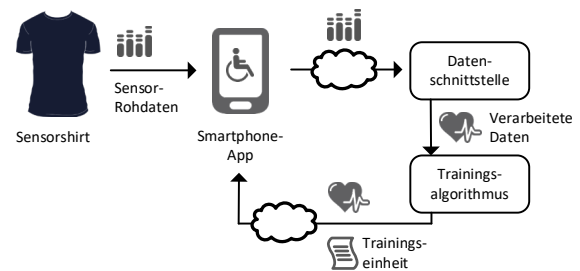 Sensorshirt
Sensor-
Rohdaten
Smartphone-
App
Daten-
schnittstelle
Verarbeitete
Daten
Trainings-
algorithmus
Trainings-
einheit